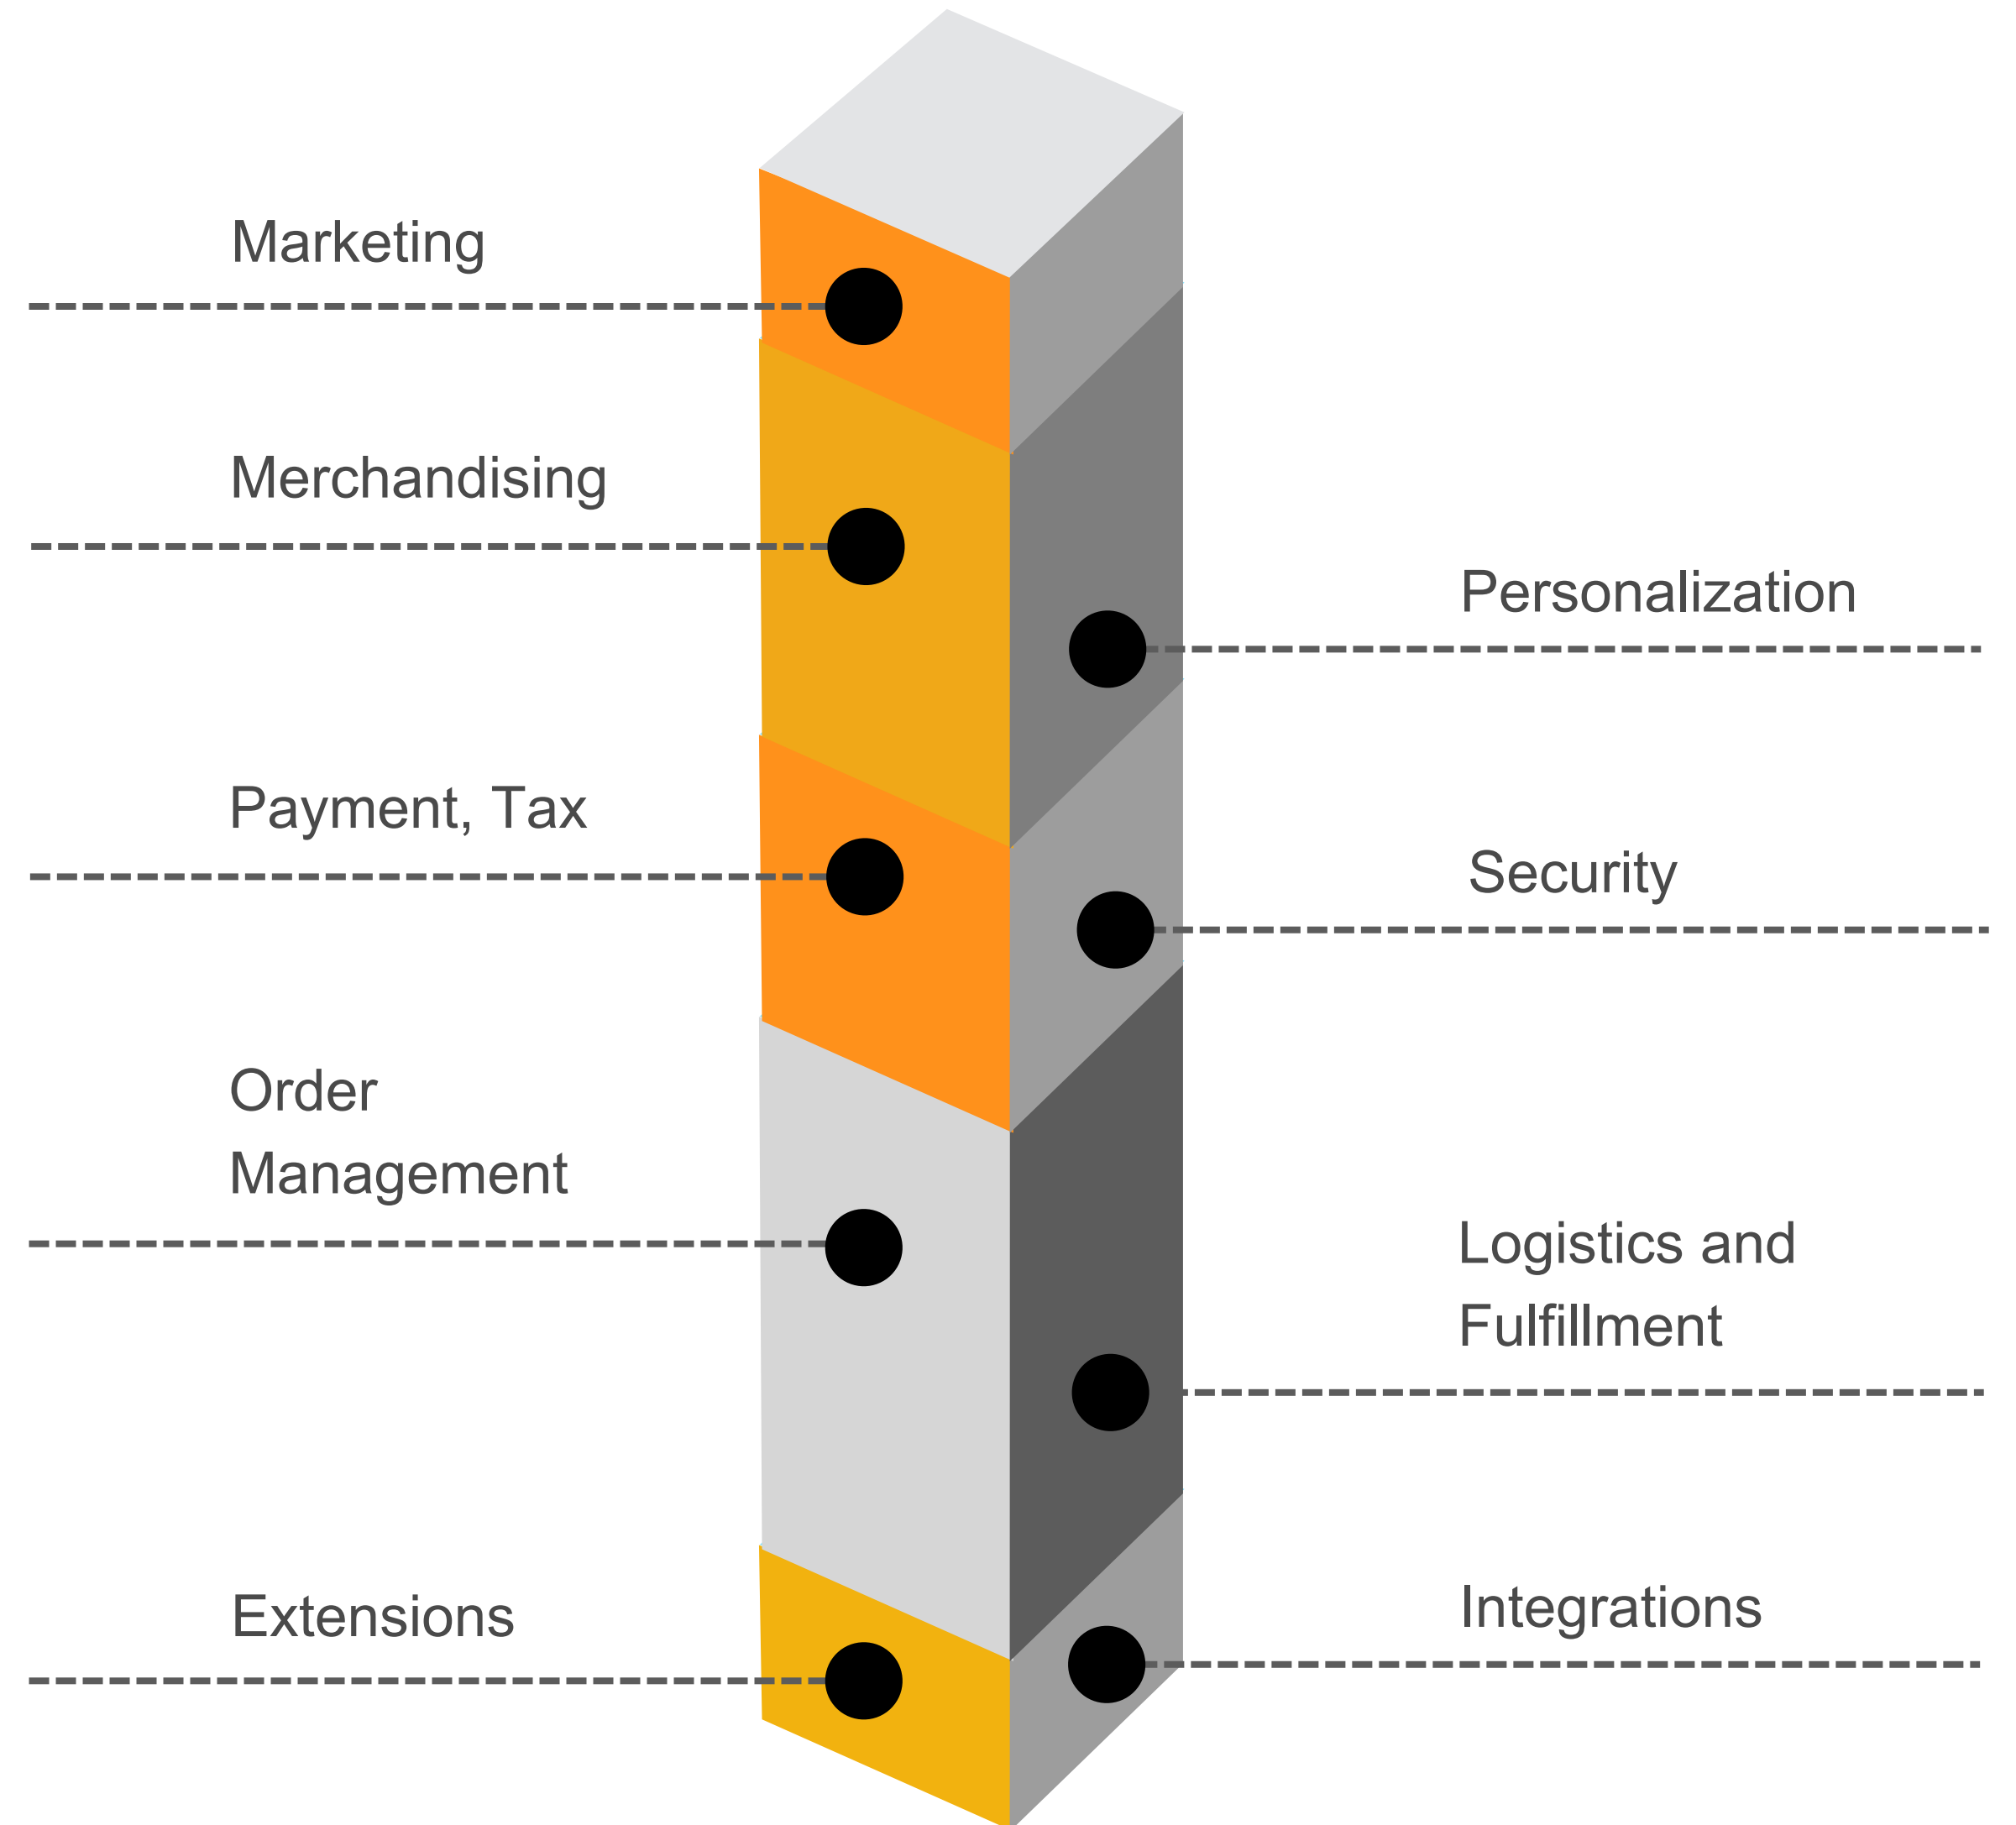 Marketing
Merchandising
Personalization
Payment, Tax
Security
Order
Management
Logistics and
Fulfillment
Extensions
Integrations